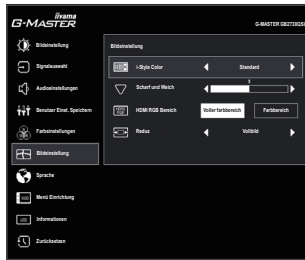 iiyama
G-MASTER
G-MASTER GB2730QSU
Bildeinstellung
Signalauswahl
Audioeinstellungen
Benutzer Einst. Speichern
Farbeinstellungen
Bildeinstellung
Sprache
Menü Einrichtung
Informationen
Zurücksetzen
Bildeinstellung
i-Style Color
Standard
Scharf und Weich
3
HDMI RGB Bereich
Voller farbbereich
Farbbereich
Reduz
Vollbild